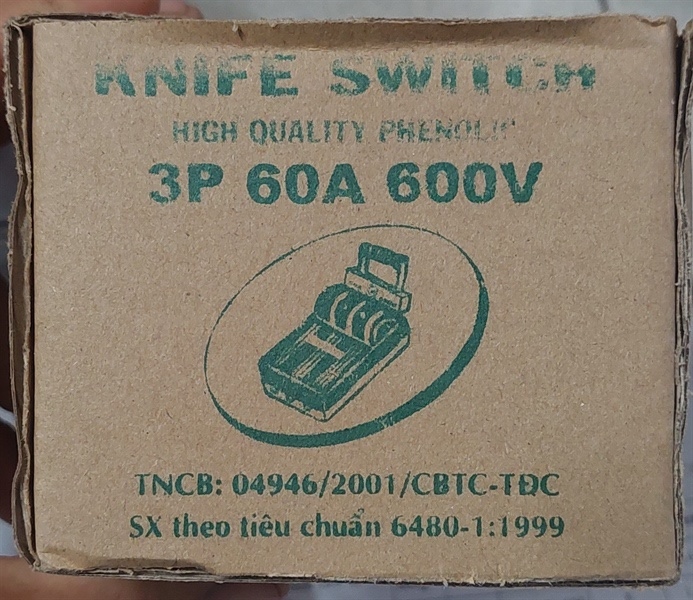 KNIFE SWITCH
HIGH QUALITY PHENOLIC
3P 60A 600V
TNCB: 04946/2001/CBTC-TĐC
SX theo tiêu chuẩn 6480-1:1999